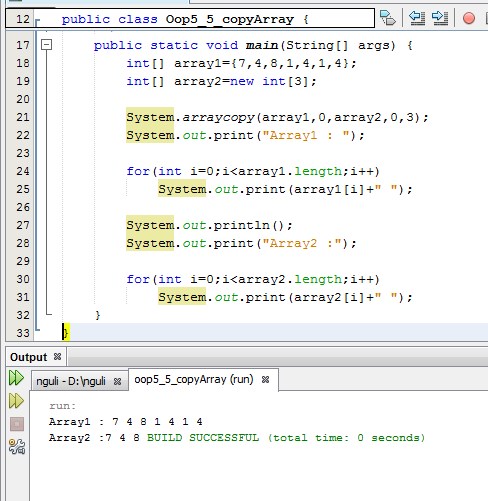 12 public class Oop5_5_copyArray {
17 public static void main(String[] args) {
18 int[] array1={7,4,8,1,4,1,4};
19 int[] array2=new int[3];
20
21 System.arraycopy(array1,0,array2,0,3);
22 System.out.print("Array1 : ");
23
24 for(int i=0;i<array1.length;i++)
25 System.out.print(array1[i]+" ");
26
27 System.out.println();
28 System.out.print("Array2 :");
29
30 for(int i=0;i<array2.length;i++)
31 System.out.print(array2[i]+" ");
32 }
33 }
Output
nguli - D:\nguli oop5_5_copyArray (run)
run:
Array1 : 7 4 8 1 4 1 4
Array2 :7 4 8 BUILD SUCCESSFUL (total time: 0 seconds)